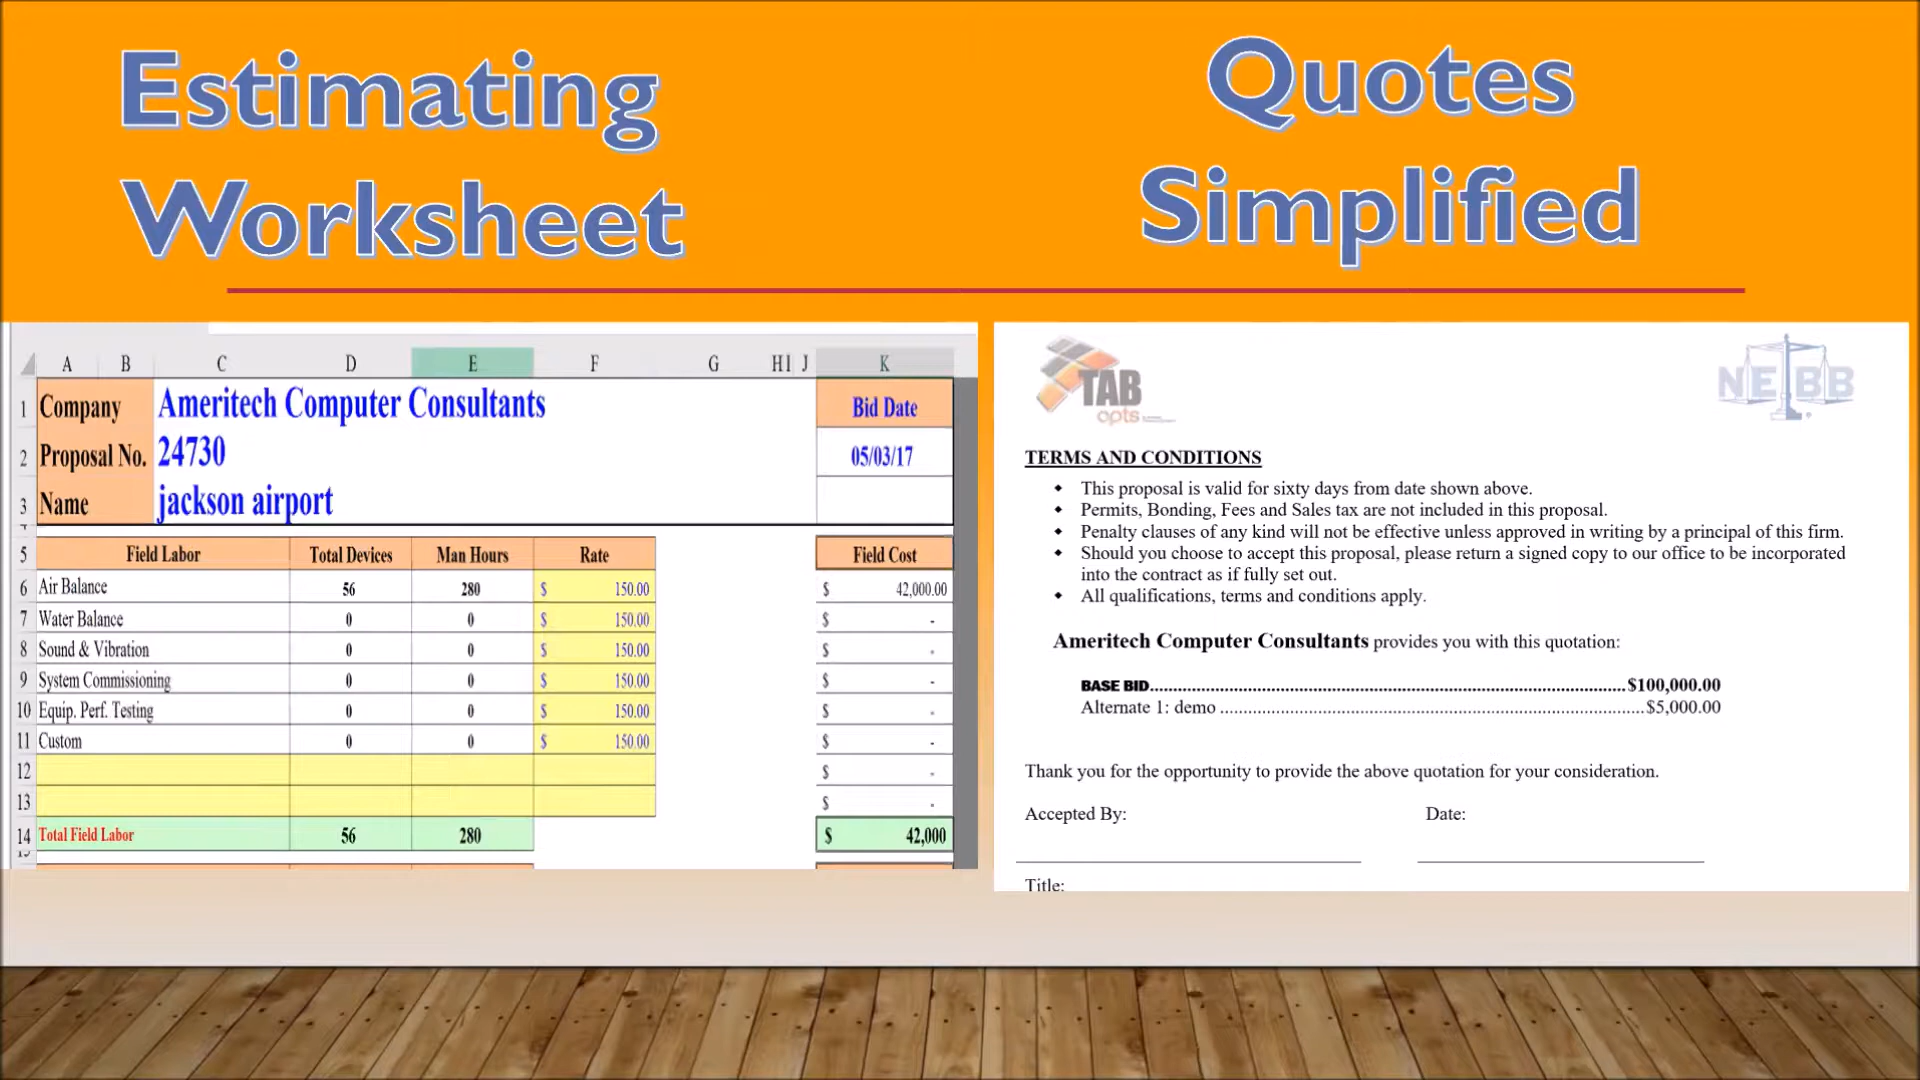 Estimating
Worksheet
Quotes
Simplified
A B C D E F G H I J K
1 Company Ameritech Computer Consultants Bid Date
2 Proposal No. 24730 05/03/17
3 Name jackson airport
5 Field Labor Total Devices Man Hours Rate Field Cost
6 Air Balance 56 280 $ 150.00 $ 42,000.00
7 Water Balance 0 0 $ 150.00 $ -
8 Sound & Vibration 0 0 $ 150.00 $ -
9 System Commissioning 0 0 $ 150.00 $ -
10 Equip. Perf. Testing 0 0 $ 150.00 $ -
11 Custom 0 0 $ 150.00 $ -
12 $ -
13 $ -
14 Total Field Labor 56 280 $ 42,000
TAB
opts
NEBB
TERMS AND CONDITIONS
This proposal is valid for sixty days from date shown above.
Permits, Bonding, Fees and Sales tax are not included in this proposal.
Penalty clauses of any kind will not be effective unless approved in writing by a principal of this firm.
Should you choose to accept this proposal, please return a signed copy to our office to be incorporated
into the contract as if fully set out.
All qualifications, terms and conditions apply.
Ameritech Computer Consultants provides you with this quotation:
BASE BID..........$100,000.00
Alternate 1: demo ..........$5,000.00
Thank you for the opportunity to provide the above quotation for your consideration.
Accepted By: Date:
Title: